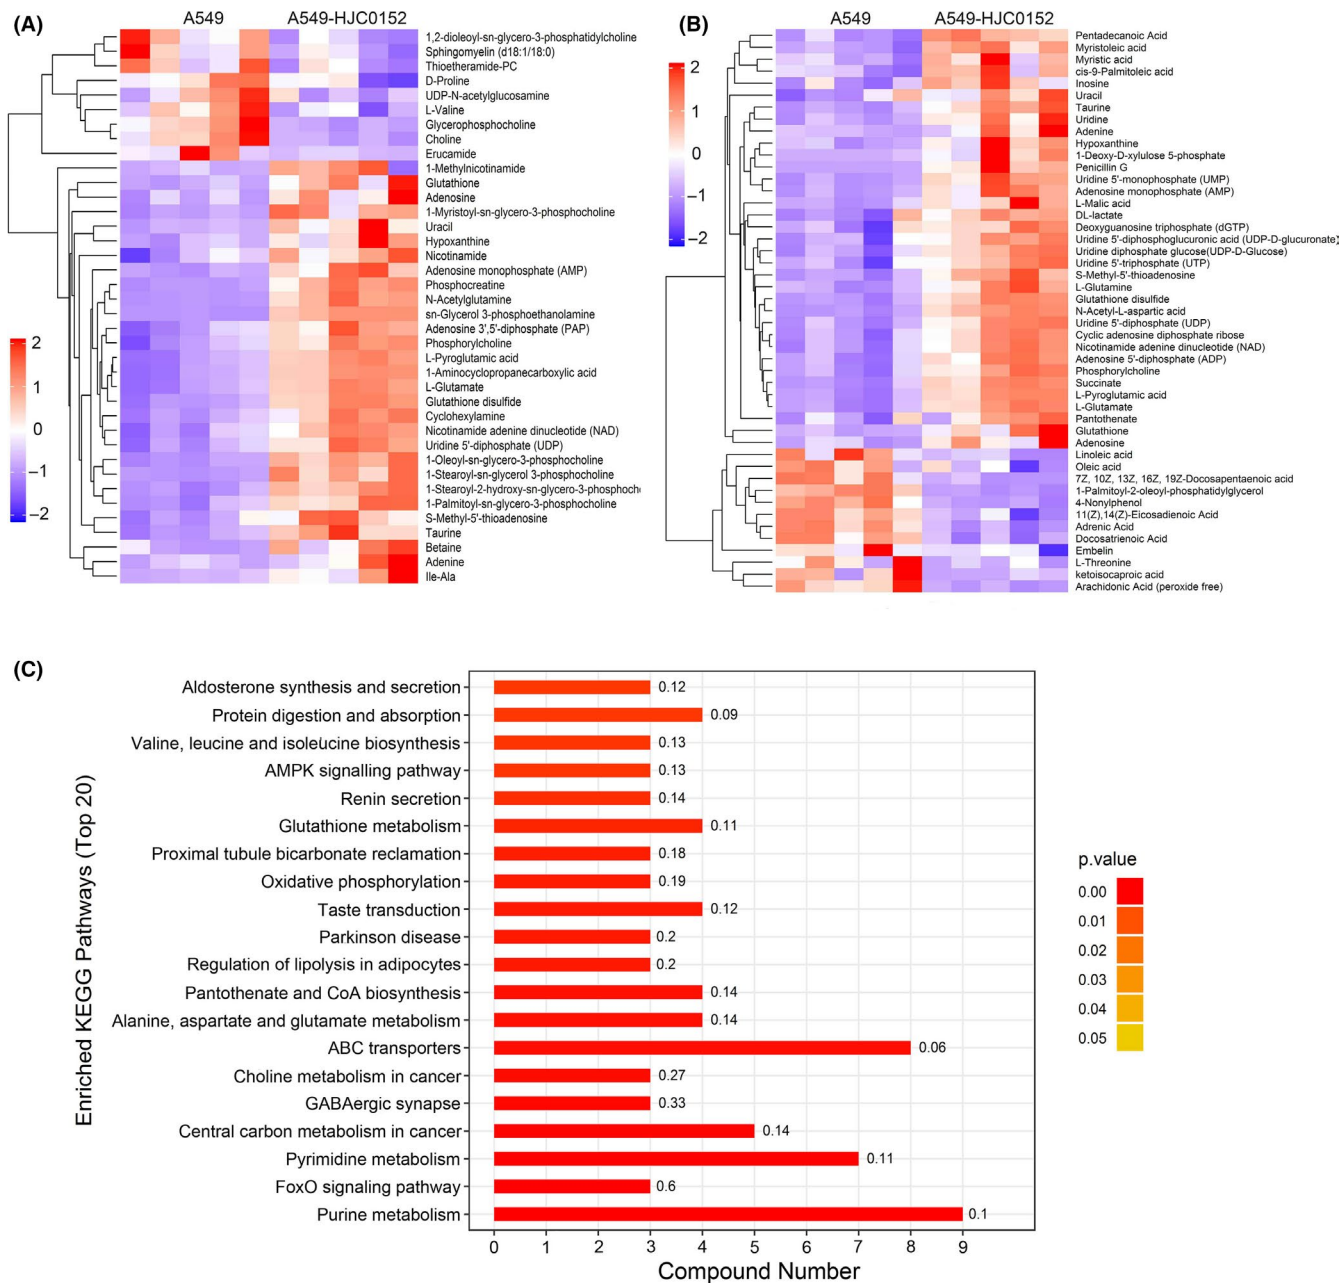 (A)
A549 A549-HJC0152
1,2-dioleoyl-sn-glycero-3-phosphatidylcholine
Sphingomyelin (d18:1/18:0)
Thioetheramide-PC
D-Proline
UDP-N-acetylglucosamine
L-Valine
Glycerophosphocholine
Choline
Erucamide
1-Methylnicotinamide
Glutathione
Adenosine
1-Myristoyl-sn-glycero-3-phosphocholine
Uracil
Hypoxanthine
Nicotinamide
Adenosine monophosphate (AMP)
Phosphocreatine
N-Acetylglutamine
sn-Glycerol 3-phosphoethanolamine
Adenosine 3',5'-diphosphate (PAP)
Phosphorylcholine
L-Pyroglutamic acid
1-Aminocyclopropanecarboxylic acid
L-Glutamate
Glutathione disulfide
Cyclohexylamine
Nicotinamide adenine dinucleotide (NAD)
Uridine 5'-diphosphate (UDP)
1-Oleoyl-sn-glycero-3-phosphocholine
1-Stearoyl-sn-glycerol 3-phosphocholine
1-Stearoyl-2-hydroxy-sn-glycero-3-phosphoch
1-Palmitoyl-sn-glycero-3-phosphocholine
S-Methyl-5'-thioadenosine
Taurine
Betaine
Adenine
Ile-Ala
2
1
0
−1
−2
(B)
A549 A549-HJC0152
2
1
0
−1
−2
Pentadecanoic Acid
Myristoleic acid
Myristic acid
cis-9-Palmitoleic acid
Inosine
Uracil
Taurine
Uridine
Adenine
Hypoxanthine
1-Deoxy-D-xylulose 5-phosphate
Penicillin G
Uridine 5'-monophosphate (UMP)
Adenosine monophosphate (AMP)
L-Malic acid
DL-lactate
Deoxyguanosine triphosphate (dGTP)
Uridine 5'-diphosphoglucuronic acid (UDP-D-glucuronate)
Uridine diphosphate glucose(UDP-D-Glucose)
Uridine 5'-triphosphate (UTP)
S-Methyl-5'-thioadenosine
L-Glutamine
Glutathione disulfide
N-Acetyl-L-aspartic acid
Uridine 5'-diphosphate (UDP)
Cyclic adenosine diphosphate ribose
Nicotinamide adenine dinucleotide (NAD)
Adenosine 5'-diphosphate (ADP)
Phosphorylcholine
Succinate
L-Pyroglutamic acid
L-Glutamate
Pantothenate
Glutathione
Adenosine
Linoleic acid
Oleic acid
7Z, 10Z, 13Z, 16Z, 19Z-Docosapentaenoic acid
1-Palmitoyl-2-oleoyl-phosphatidylglycerol
4-Nonylphenol
11(Z),14(Z)-Eicosadienoic Acid
Adrenic Acid
Docosatrienoic Acid
Embelin
L-Threonine
ketoisocaproic acid
Arachidonic Acid (peroxide free)
(C)
Enriched KEGG Pathways (Top 20)
Aldosterone synthesis and secretion 0.12
Protein digestion and absorption 0.09
Valine, leucine and isoleucine biosynthesis 0.13
AMPK signalling pathway 0.13
Renin secretion 0.14
Glutathione metabolism 0.11
Proximal tubule bicarbonate reclamation 0.18
Oxidative phosphorylation 0.19
Taste transduction 0.12
Parkinson disease 0.2
Regulation of lipolysis in adipocytes 0.2
Pantothenate and CoA biosynthesis 0.14
Alanine, aspartate and glutamate metabolism 0.14
ABC transporters 0.06
Choline metabolism in cancer 0.27
GABAergic synapse 0.33
Central carbon metabolism in cancer 0.14
Pyrimidine metabolism 0.11
FoxO signaling pathway 0.6
Purine metabolism 0.1
0 1 2 3 4 5 6 7 8 9
Compound Number
p.value
0.00
0.01
0.02
0.03
0.04
0.05